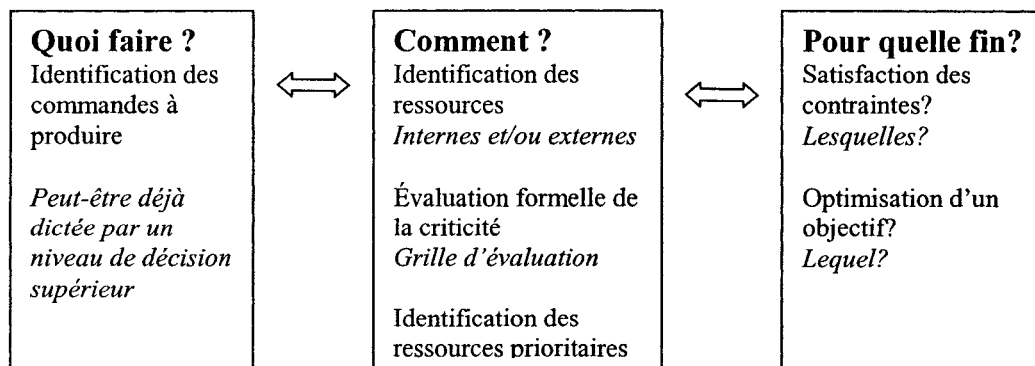 Quoi faire ?
Identification des
commandes à
produire
Peut-être déjà
dictée par un
niveau de décision
supérieur
Comment ?
Identification des
ressources
Internes et/ou externes
Évaluation formelle de
la criticité
Grille d'évaluation
Identification des
ressources prioritaires
Pour quelle fin?
Satisfaction des
contraintes?
Lesquelles?
Optimisation d'un
objectif?
Lequel?